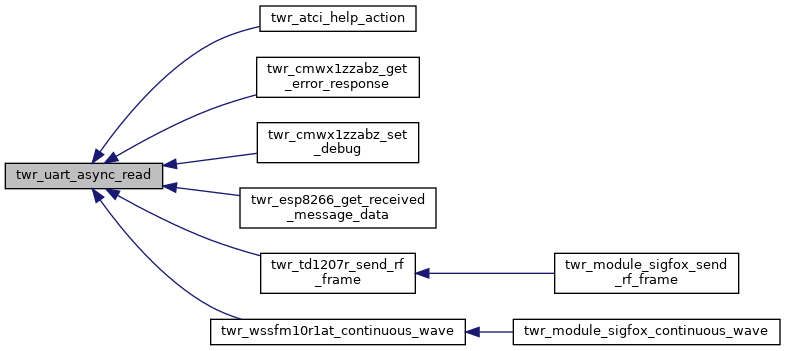 twr_atci_help_action
twr_cmwx1zzabz_get
_error_response
twr_cmwx1zzabz_set
_debug
twr_uart_async_read
twr_esp8266_get_received
_message_data
twr_td1207r_send_rf
_frame
twr_module_sigfox_send
_rf_frame
twr_wssfm10r1at_continuous_wave
twr_module_sigfox_continuous_wave